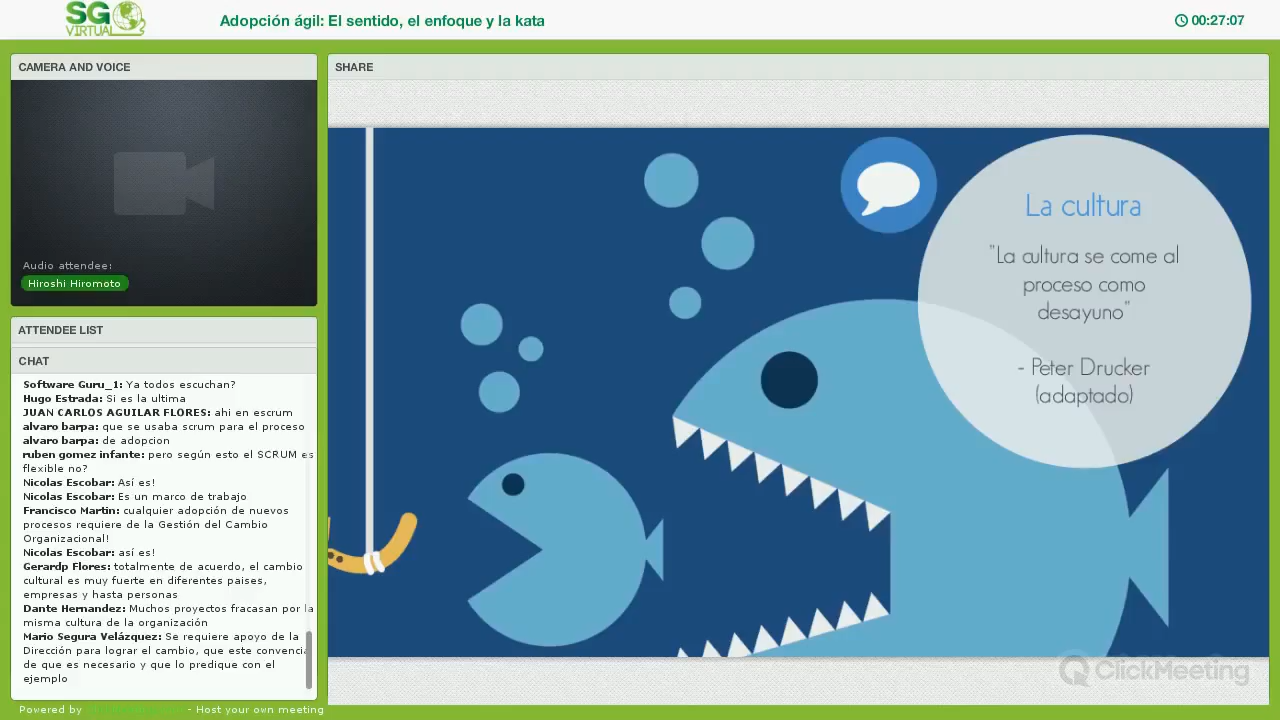 SG
VIRTUAL
Adopción ágil: El sentido, el enfoque y la kata
00:27:07
CAMERA AND VOICE
Audio attendee:
Hiroshi Hiromoto
ATTENDEE LIST
CHAT
Software Guru_1: Ya todos escuchan?
Hugo Estrada: Si es la ultima
JUAN CARLOS AGUILAR FLORES: ahi en escrum
alvaro barpa: que se usaba scrum para el proceso
alvaro barpa: de adopcion
ruben gomez infante: pero según esto el SCRUM es
flexible no?
Nicolas Escobar: Así es!
Nicolas Escobar: Es un marco de trabajo
Francisco Martin: cualquier adopción de nuevos
procesos requiere de la Gestión del Cambio
Organizacional!
Nicolas Escobar: así es!
Gerardp Flores: totalmente de acuerdo, el cambio
cultural es muy fuerte en diferentes paises,
empresas y hasta personas
Dante Hernandez: Muchos proyectos fracasan por la
misma cultura de la organización
Mario Segura Velázquez: Se requiere apoyo de la
Dirección para lograr el cambio, que este convencia
de que es necesario y que lo predique con el
ejemplo
Powered by - Host your own meeting
SHARE
La cultura
"La cultura se come al
proceso como
desayuno"
- Peter Drucker
(adaptado)
ClickMeeting